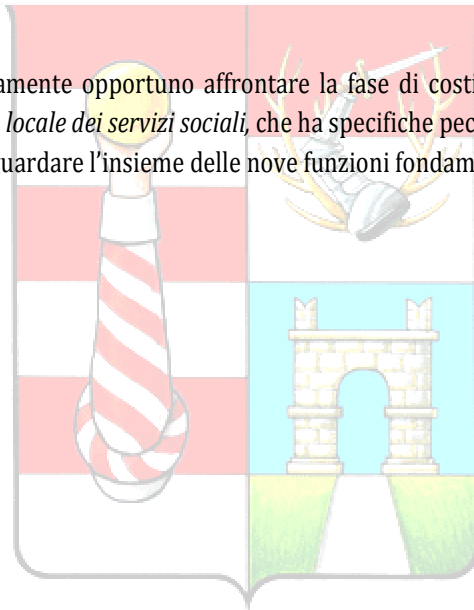 amente opportuno affrontare la fase di costi
locale dei servizi sociali, che ha specifiche pec
guardare l’insieme delle nove funzioni fondam